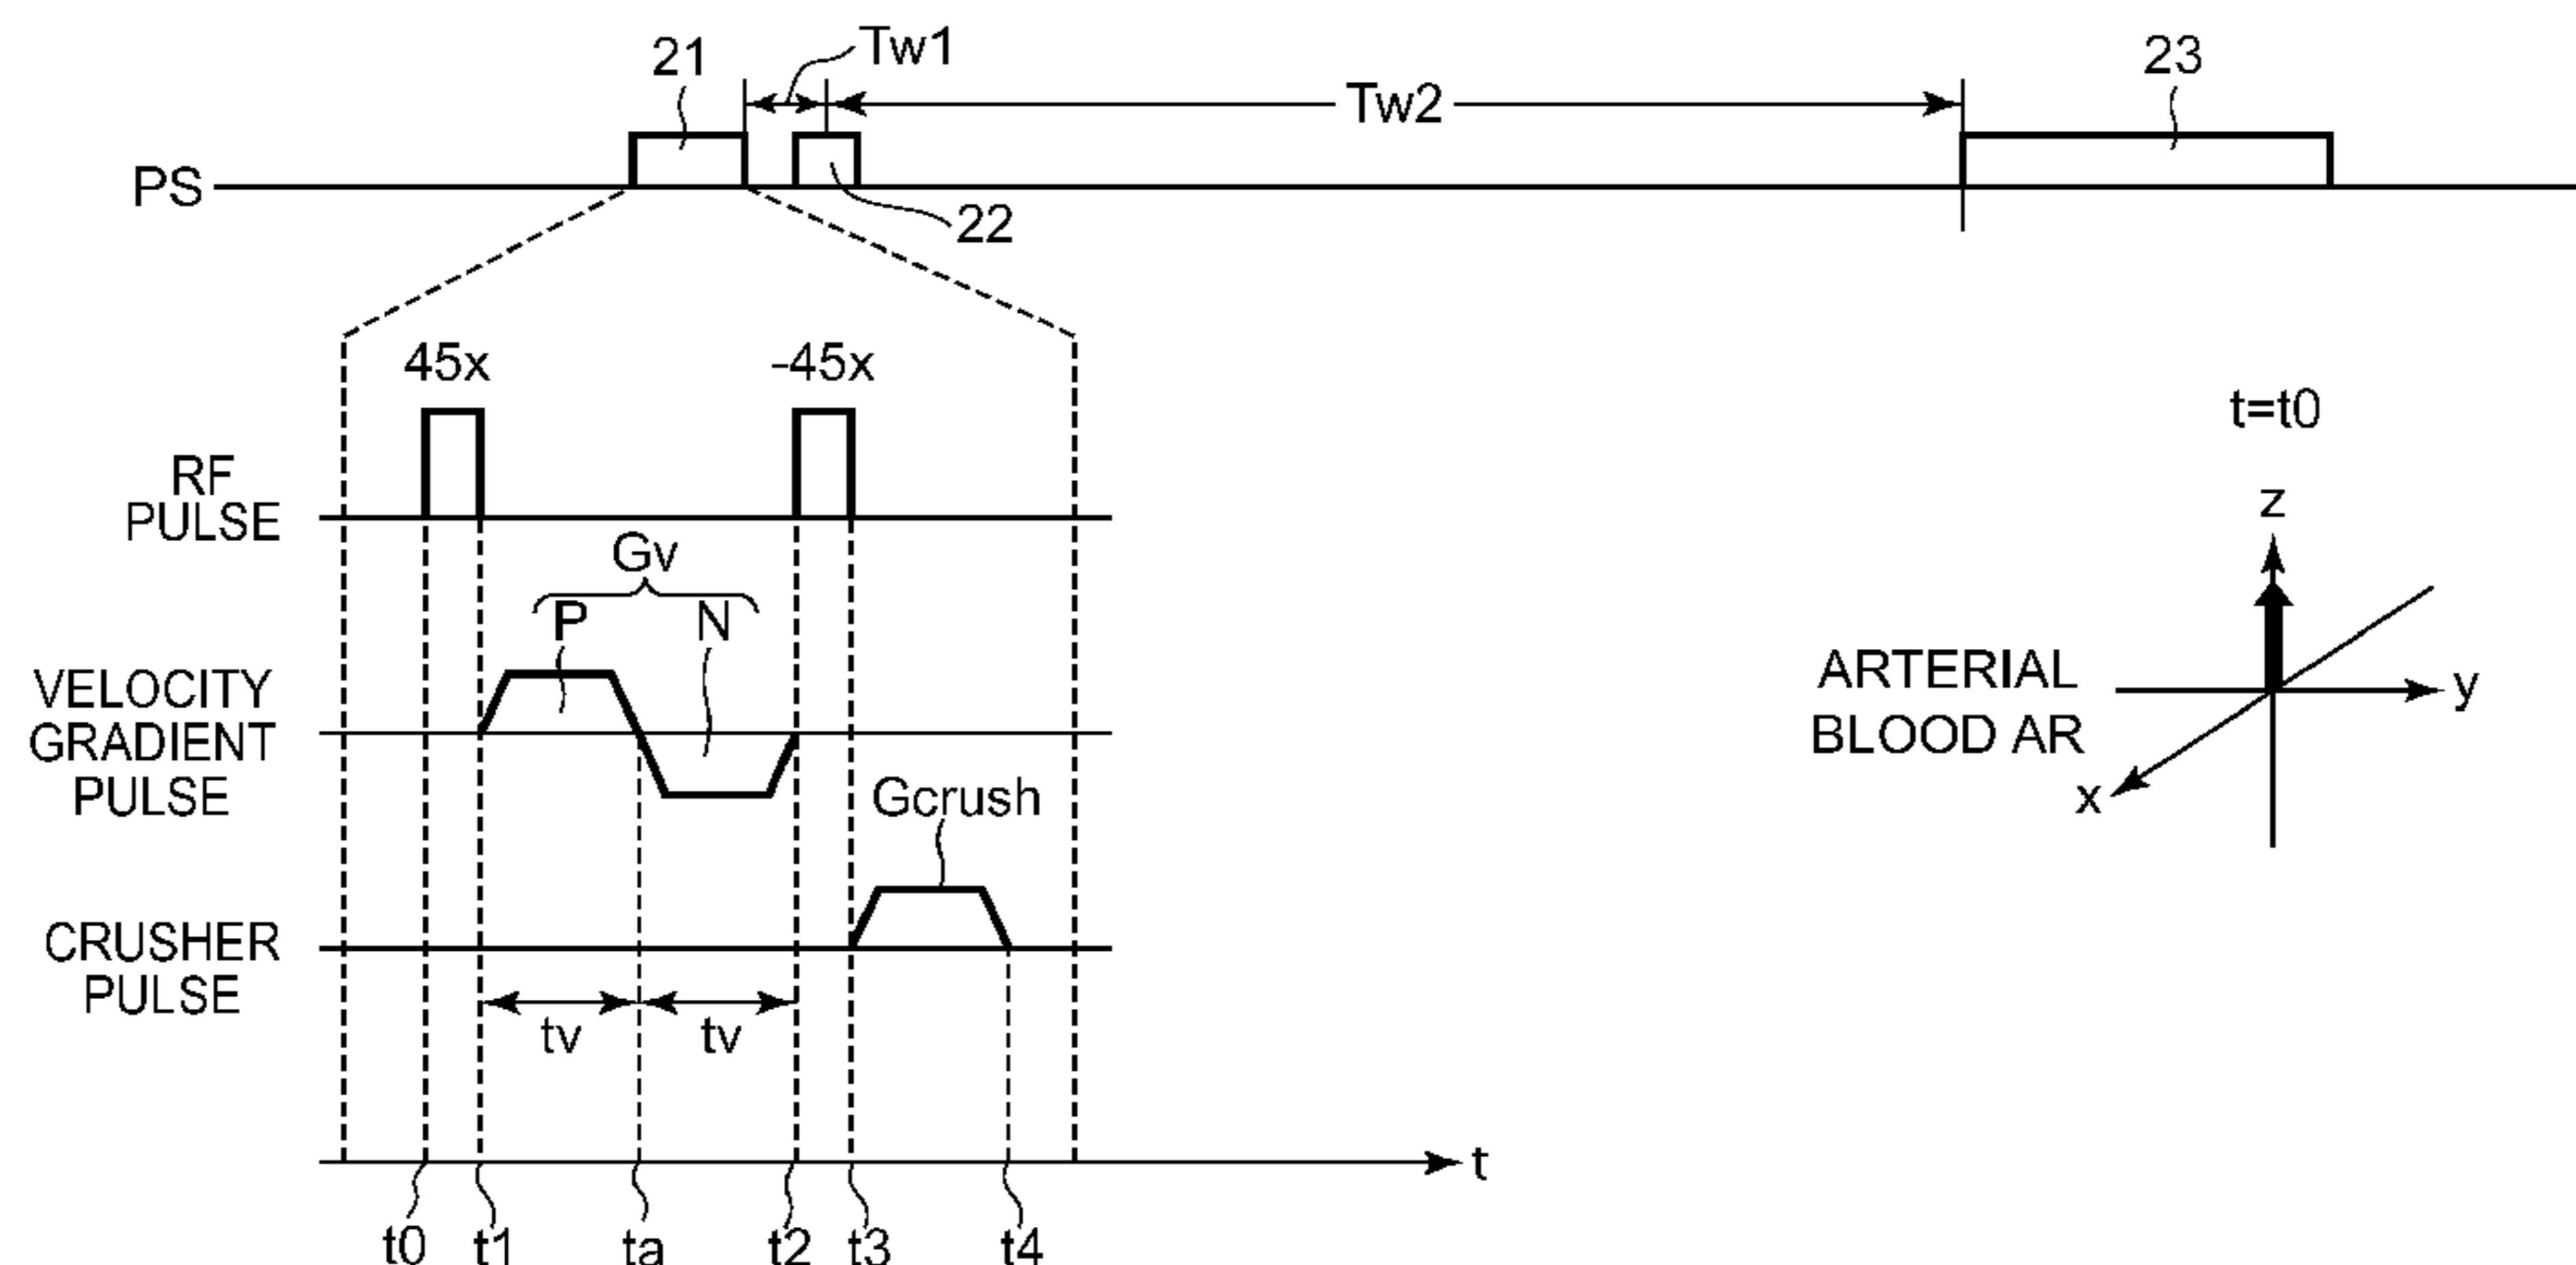 21
Tw1
23
Tw2
PS
22
45x
-45x
t=t0
RF
PULSE
z
Gv
P
N
VELOCITY
GRADIENT
PULSE
ARTERIAL
BLOOD AR
y
x
Gcrush
CRUSHER
PULSE
tv
tv
t
t0
t1
ta
t2
t3
t4